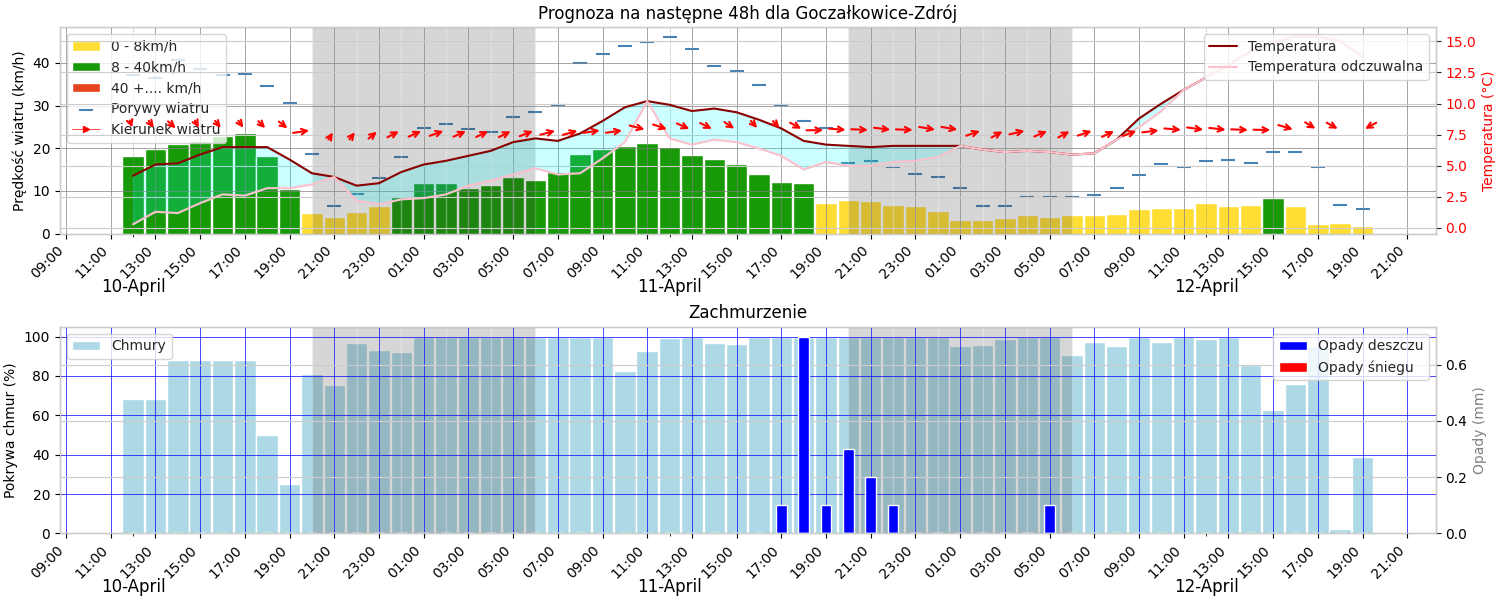 Prognoza na następne 48h dla Goczałkowice-Zdrój
Prędkość wiatru (km/h)
40
30
20
10
0
0 - 8km/h
8 - 40km/h
40 +.... km/h
Porywy wiatru
Kierunek wiatru
Temperatura
Temperatura odczuwalna
15.0
12.5
10.0
7.5
5.0
2.5
0.0
Temperatura (°C)
09:00 11:00 13:00 15:00 17:00 19:00 21:00 23:00 01:00 03:00 05:00 07:00 09:00 11:00 13:00 15:00 17:00 19:00 21:00 23:00 01:00 03:00 05:00 07:00 09:00 11:00 13:00 15:00 17:00 19:00 21:00
10-April 11-April 12-April
Zachmurzenie
Pokrywa chmur (%)
100
80
60
40
20
0
Chmury
Opady deszczu
Opady śniegu
0.6
0.4
0.2
0.0
Opady (mm)
09:00 11:00 13:00 15:00 17:00 19:00 21:00 23:00 01:00 03:00 05:00 07:00 09:00 11:00 13:00 15:00 17:00 19:00 21:00 23:00 01:00 03:00 05:00 07:00 09:00 11:00 13:00 15:00 17:00 19:00 21:00
10-April 11-April 12-April